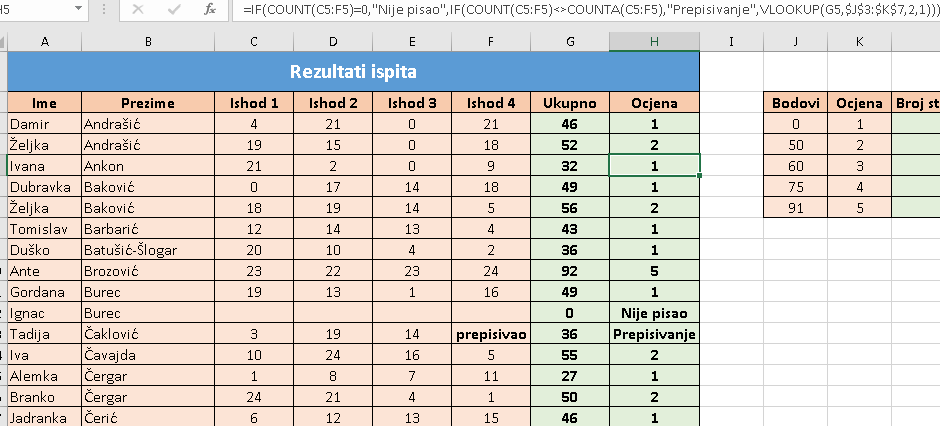 H5 fx =IF(COUNT(C5:F5)=0,"Nije pisao",IF(COUNT(C5:F5)<>COUNTA(C5:F5),"Prepisivanje",VLOOKUP(G5,$J$3:$K$7,2,1)))
A B C D E F G H I J K
Rezultati ispita
Ime Prezime Ishod 1 Ishod 2 Ishod 3 Ishod 4 Ukupno Ocjena Bodovi Ocjena Broj st
Damir Andrašić 4 21 0 21 46 1 0 1
Željka Andrašić 19 15 0 18 52 2 50 2
Ivana Ankon 21 2 0 9 32 1 60 3
Dubravka Baković 0 17 14 18 49 1 75 4
Željka Baković 18 19 14 5 56 2 91 5
Tomislav Barbarić 12 14 13 4 43 1
Duško Batušić-Šlogar 20 10 4 2 36 1
Ante Brozović 23 22 23 24 92 5
Gordana Burec 19 13 1 16 49 1
Ignac Burec 0 Nije pisao
Tadija Čaklović 3 19 14 prepisivao 36 Prepisivanje
Iva Čavajda 10 24 16 5 55 2
Alemka Čergar 1 8 7 11 27 1
Branko Čergar 24 21 4 1 50 2
Jadranka Čerić 6 12 13 15 46 1